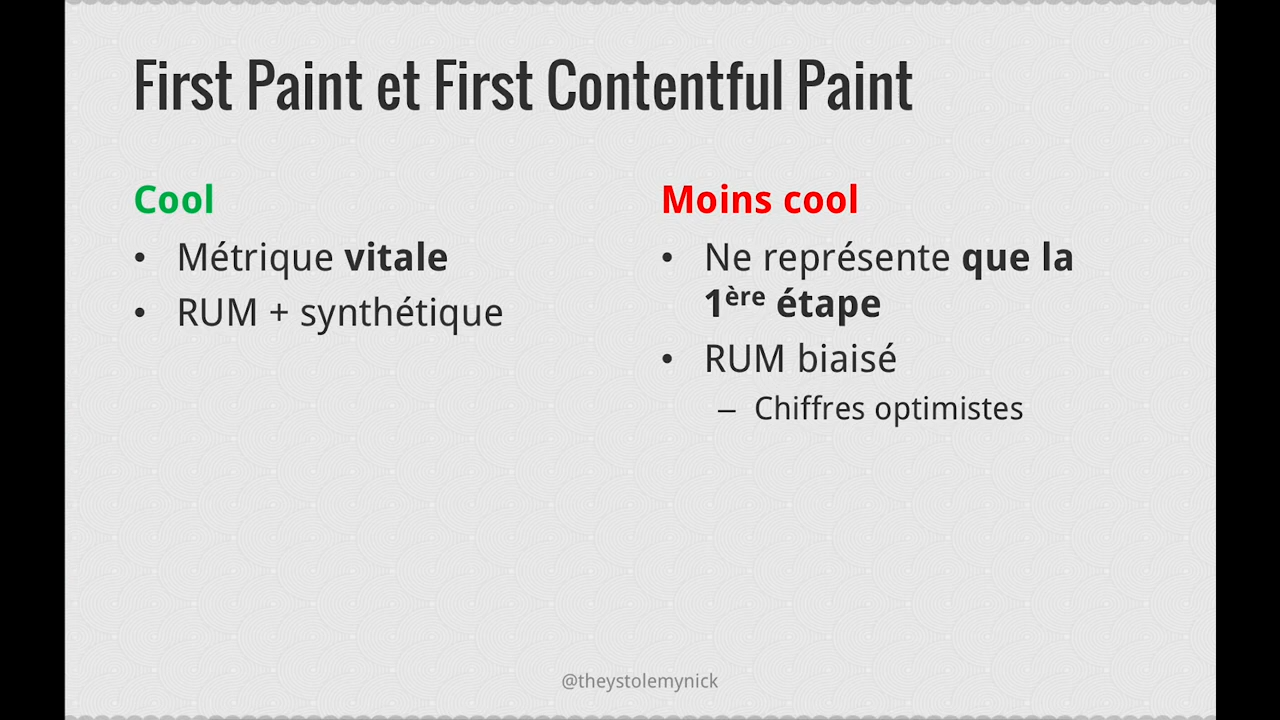 First Paint et First Contentful Paint
Cool
• Métrique vitale
• RUM + synthétique
Moins cool
• Ne représente que la
1ère étape
• RUM biaisé
– Chiffres optimistes
@theystolemynick